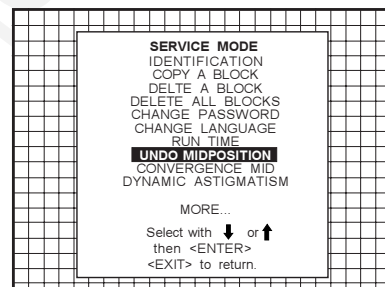 SERVICE MODE
IDENTIFICATION
COPY A BLOCK
DELTE A BLOCK
DELETE ALL BLOCKS
CHANGE PASSWORD
CHANGE LANGUAGE
RUN TIME
UNDO MIDPOSITION
CONVERGENCE MID
DYNAMIC ASTIGMATISM
MORE...
Select with ⬇ or ⬆
then <ENTER>
<EXIT> to return.